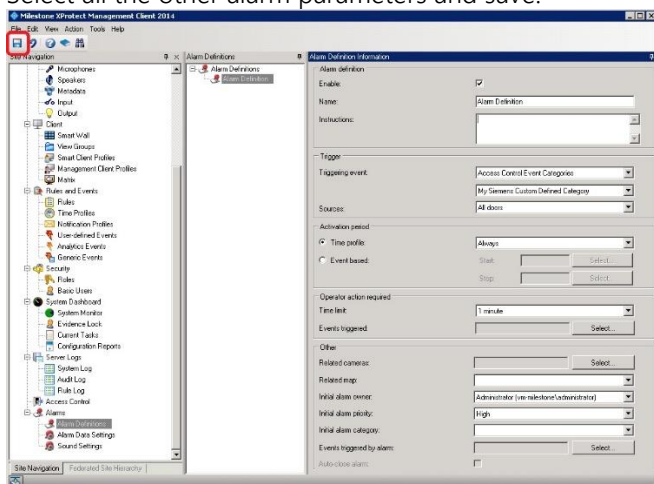 Select all the other alarm parameters and save.
Milestone XProtect Management Client 2014
File Edit View Action Tools Help
Site Navigation
Microphones
Speakers
Metadata
Input
Output
Client
Smart Wall
View Groups
Smart Client Profiles
Management Client Profiles
Matrix
Rules and Events
Rules
Time Profiles
Notification Profiles
User-defined Events
Analytics Events
Generic Events
Security
Roles
Basic Users
System Dashboard
System Monitor
Evidence Lock
Current Tasks
Configuration Reports
Server Logs
System Log
Audit Log
Rule Log
Access Control
Alarms
Alarm Definitions
Alarm Data Settings
Sound Settings
Site Navigation Federated Site Hierarchy
Alarm Definitions
Alarm Definitions
Alarm Definition
Alarm Definition Information
Alarm definition
Enable:
Name: Alarm Definition
Instructions:
Trigger
Triggering event: Access Control Event Categories
My Siemens Custom Defined Category
Sources: All doors
Activation period
Time profile: Always
Event based: Start: Select...
Stop: Select...
Operator action required
Time limit: 1 minute
Events triggered: Select...
Other
Related cameras: Select...
Related map:
Initial alarm owner: Administrator (vm-milestone\administrator)
Initial alarm priority: High
Initial alarm category:
Events triggered by alarm: Select...
Auto-close alarm: